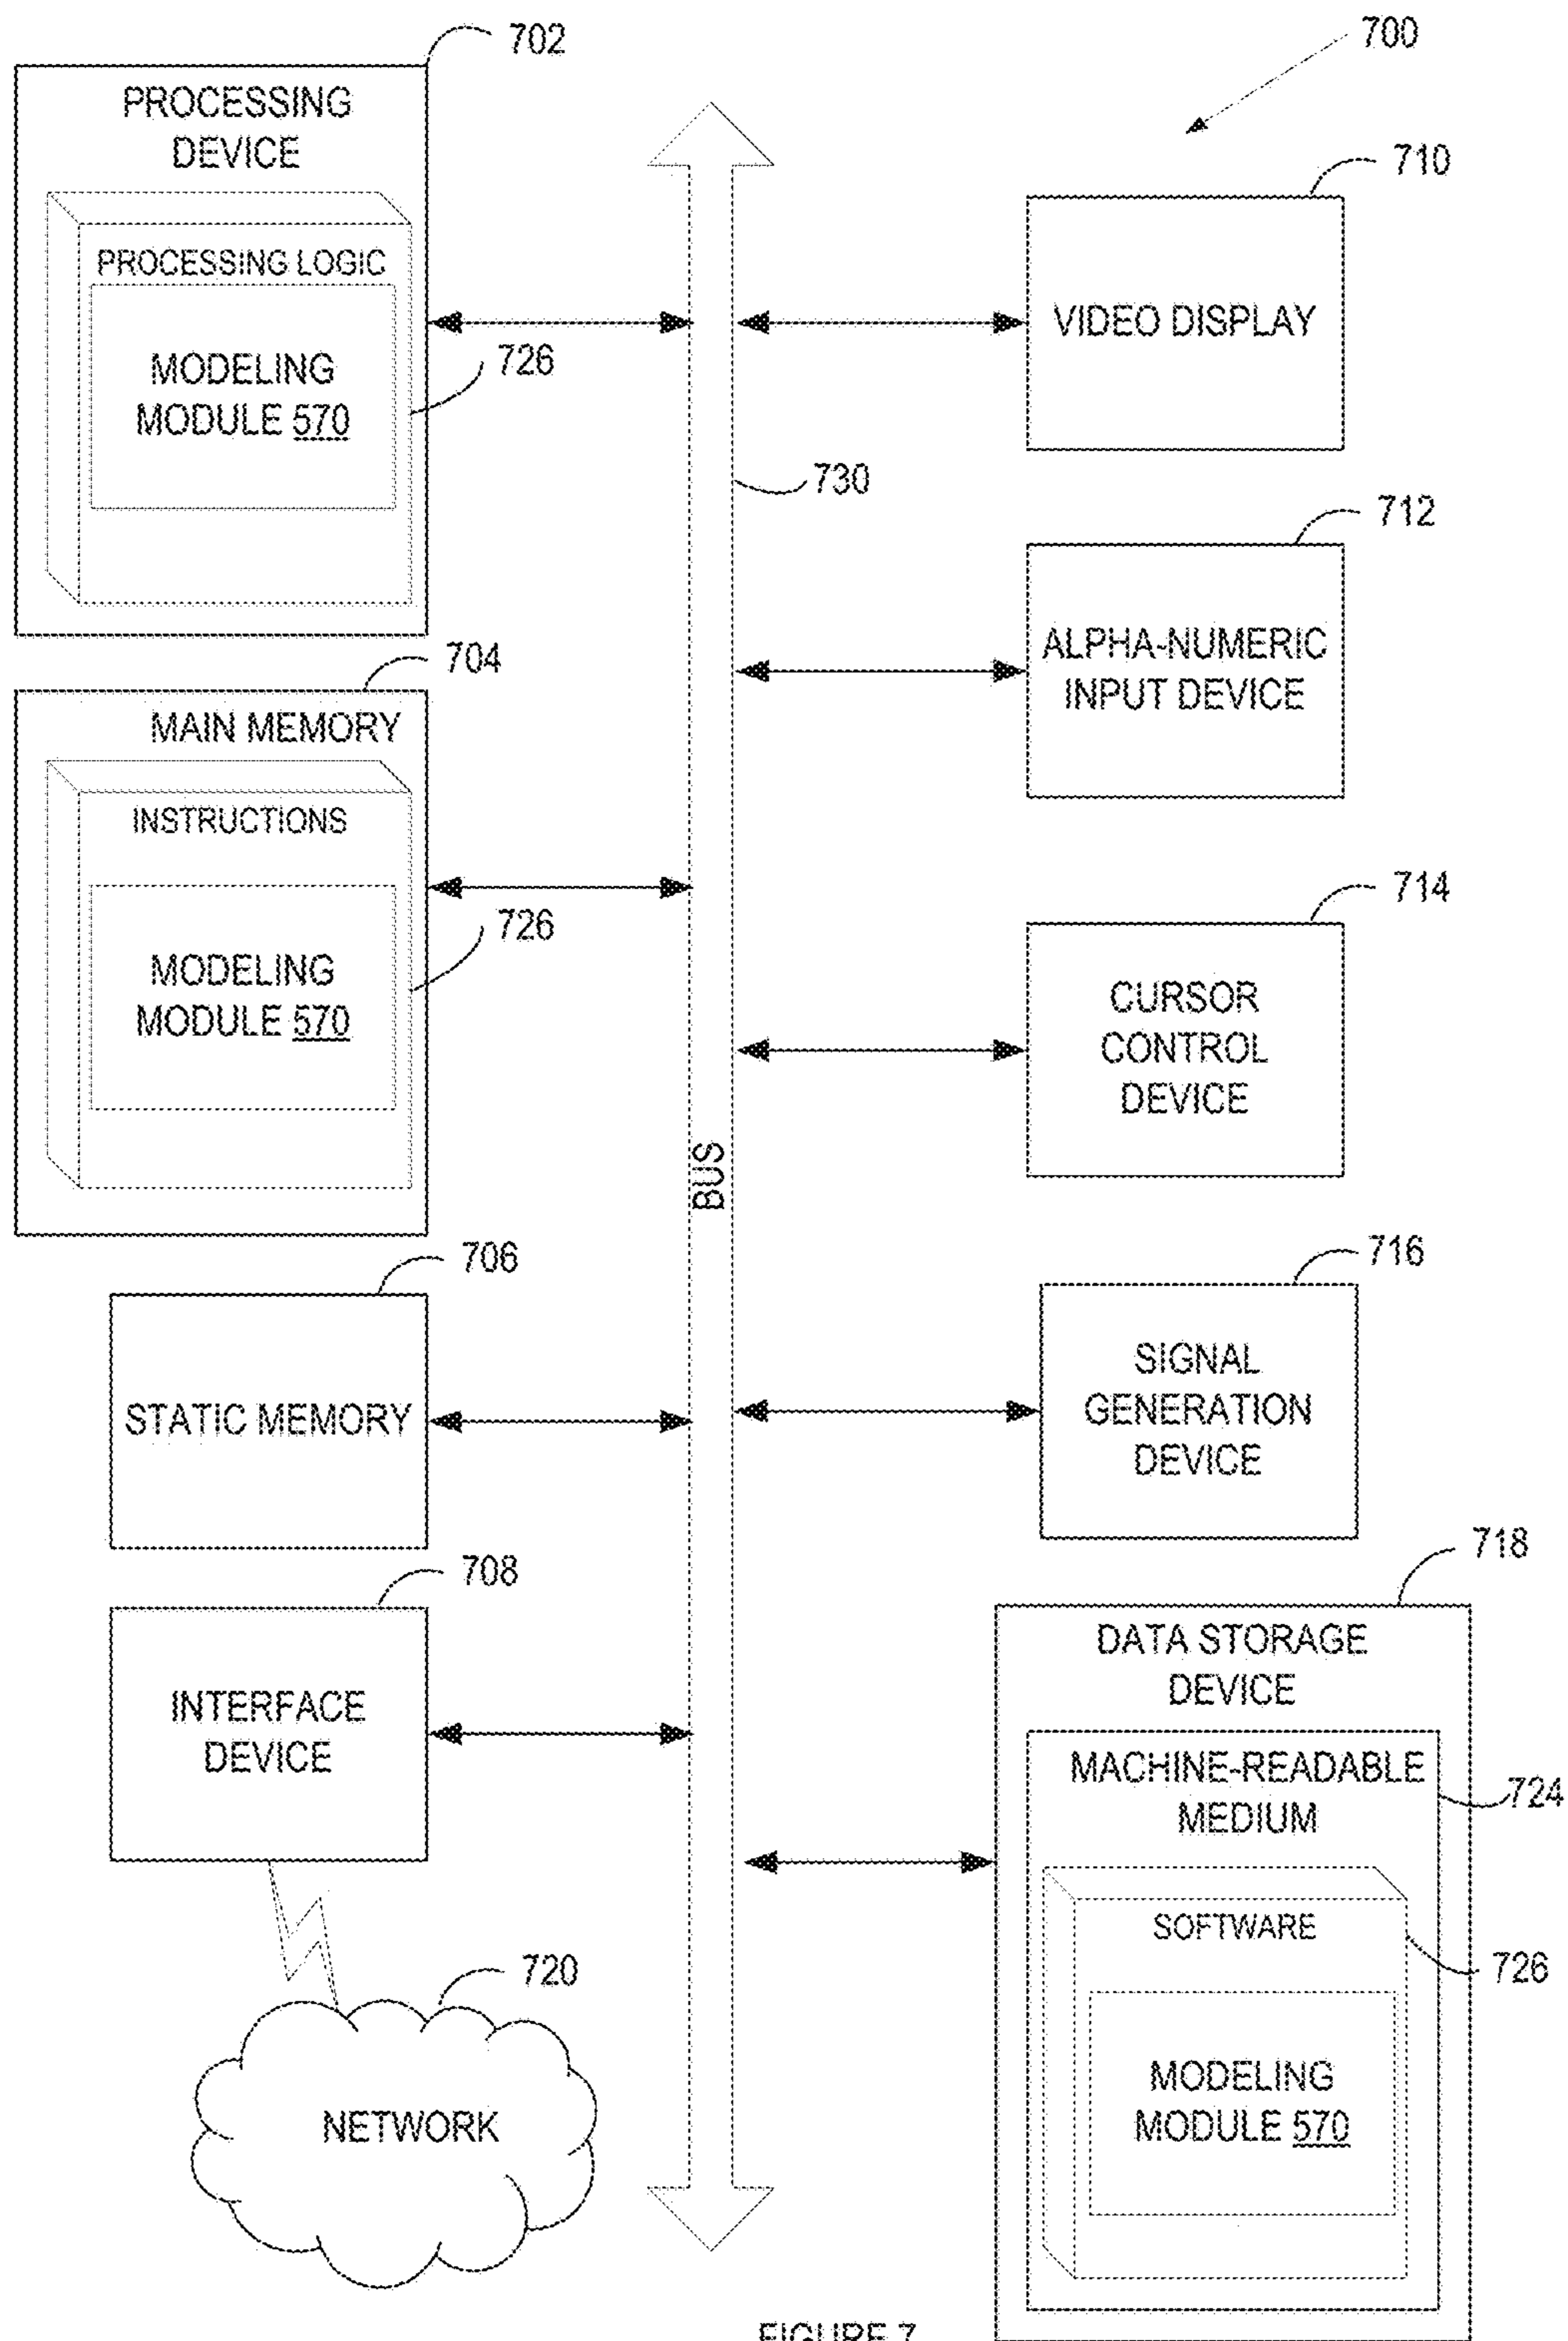 702
PROCESSING
DEVICE
PROCESSING LOGIC
MODELING
MODULE 570
726
704
MAIN MEMORY
INSTRUCTIONS
MODELING
MODULE 570
726
706
STATIC MEMORY
708
INTERFACE
DEVICE
720
NETWORK
BUS
730
700
710
VIDEO DISPLAY
712
ALPHA-NUMERIC
INPUT DEVICE
714
CURSOR
CONTROL
DEVICE
716
SIGNAL
GENERATION
DEVICE
718
DATA STORAGE
DEVICE
MACHINE-READABLE
MEDIUM
724
SOFTWARE
726
MODELING
MODULE 570
FIGURE 7